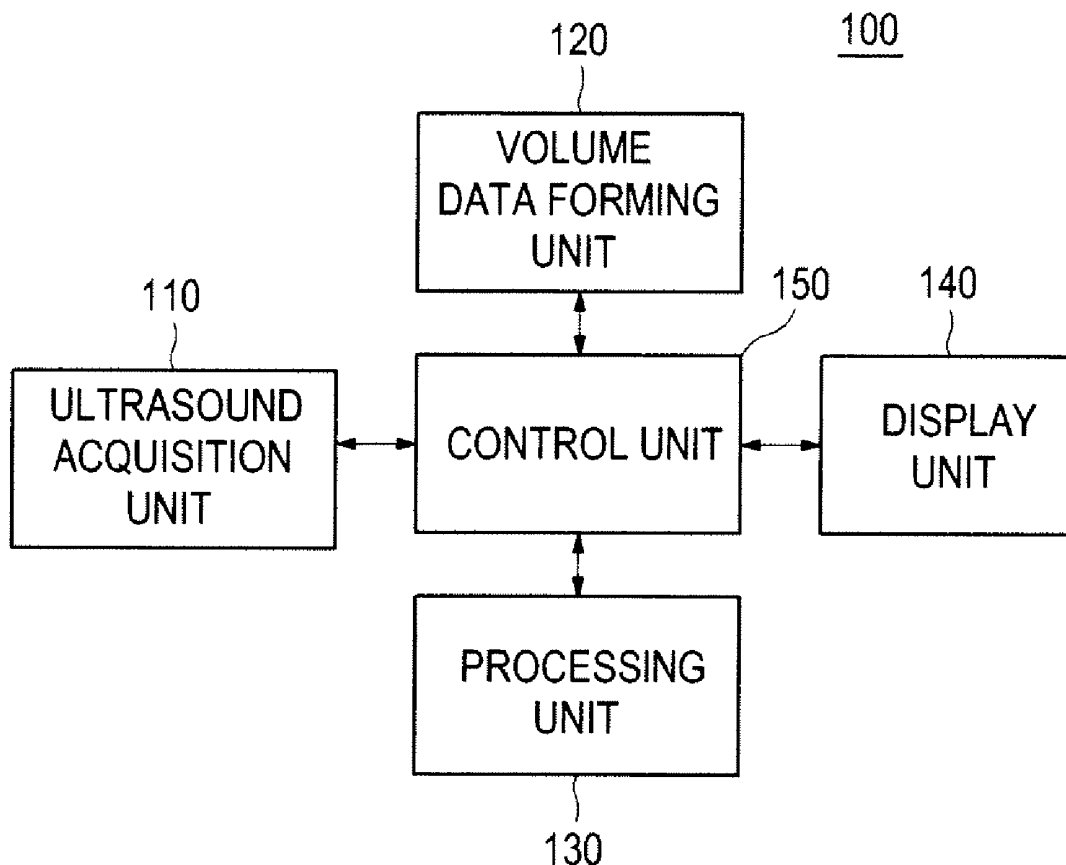 100
120
VOLUME
DATA FORMING
UNIT
110
150
140
ULTRASOUND
ACQUISITION
UNIT
CONTROL UNIT
DISPLAY
UNIT
PROCESSING
UNIT
130